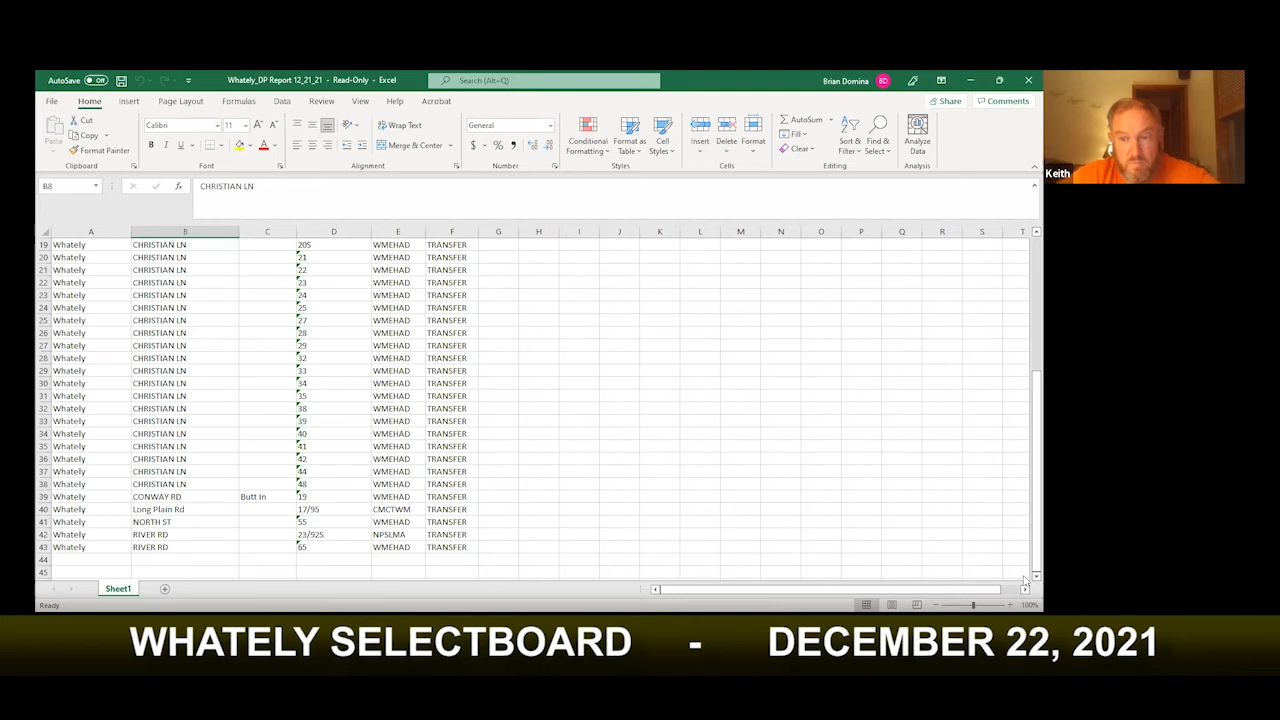 AutoSave Off Whately_DP Report 12_21_21 - Read-Only - Excel Search (Alt+Q) Brian Domina BD
File Home Insert Page Layout Formulas Data Review View Help Acrobat Share Comments
Paste Cut Copy Format Painter Clipboard
Calibri 11 A A B I U A Font
Wrap Text Merge & Center Alignment
General $ % , Number
Conditional Formatting Format as Table Cell Styles Styles
Insert Delete Format Cells
AutoSum Fill Clear Sort & Filter Find & Select Editing
Analyze Data Analysis
Keith
B8 fx CHRISTIAN LN
A B C D E F G H I J K L M N O P Q R S T
19 Whately CHRISTIAN LN 20S WMEHAD TRANSFER
20 Whately CHRISTIAN LN 21 WMEHAD TRANSFER
21 Whately CHRISTIAN LN 22 WMEHAD TRANSFER
22 Whately CHRISTIAN LN 23 WMEHAD TRANSFER
23 Whately CHRISTIAN LN 24 WMEHAD TRANSFER
24 Whately CHRISTIAN LN 25 WMEHAD TRANSFER
25 Whately CHRISTIAN LN 27 WMEHAD TRANSFER
26 Whately CHRISTIAN LN 28 WMEHAD TRANSFER
27 Whately CHRISTIAN LN 29 WMEHAD TRANSFER
28 Whately CHRISTIAN LN 32 WMEHAD TRANSFER
29 Whately CHRISTIAN LN 33 WMEHAD TRANSFER
30 Whately CHRISTIAN LN 34 WMEHAD TRANSFER
31 Whately CHRISTIAN LN 35 WMEHAD TRANSFER
32 Whately CHRISTIAN LN 38 WMEHAD TRANSFER
33 Whately CHRISTIAN LN 39 WMEHAD TRANSFER
34 Whately CHRISTIAN LN 40 WMEHAD TRANSFER
35 Whately CHRISTIAN LN 41 WMEHAD TRANSFER
36 Whately CHRISTIAN LN 42 WMEHAD TRANSFER
37 Whately CHRISTIAN LN 44 WMEHAD TRANSFER
38 Whately CHRISTIAN LN 48 WMEHAD TRANSFER
39 Whately CONWAY RD Butt In 19 WMEHAD TRANSFER
40 Whately Long Plain Rd 17/95 CMCTWM TRANSFER
41 Whately NORTH ST 55 WMEHAD TRANSFER
42 Whately RIVER RD 23/92S NPSLMA TRANSFER
43 Whately RIVER RD 65 WMEHAD TRANSFER
44
45
Sheet1
Ready 100%
WHATELY SELECTBOARD - DECEMBER 22, 2021